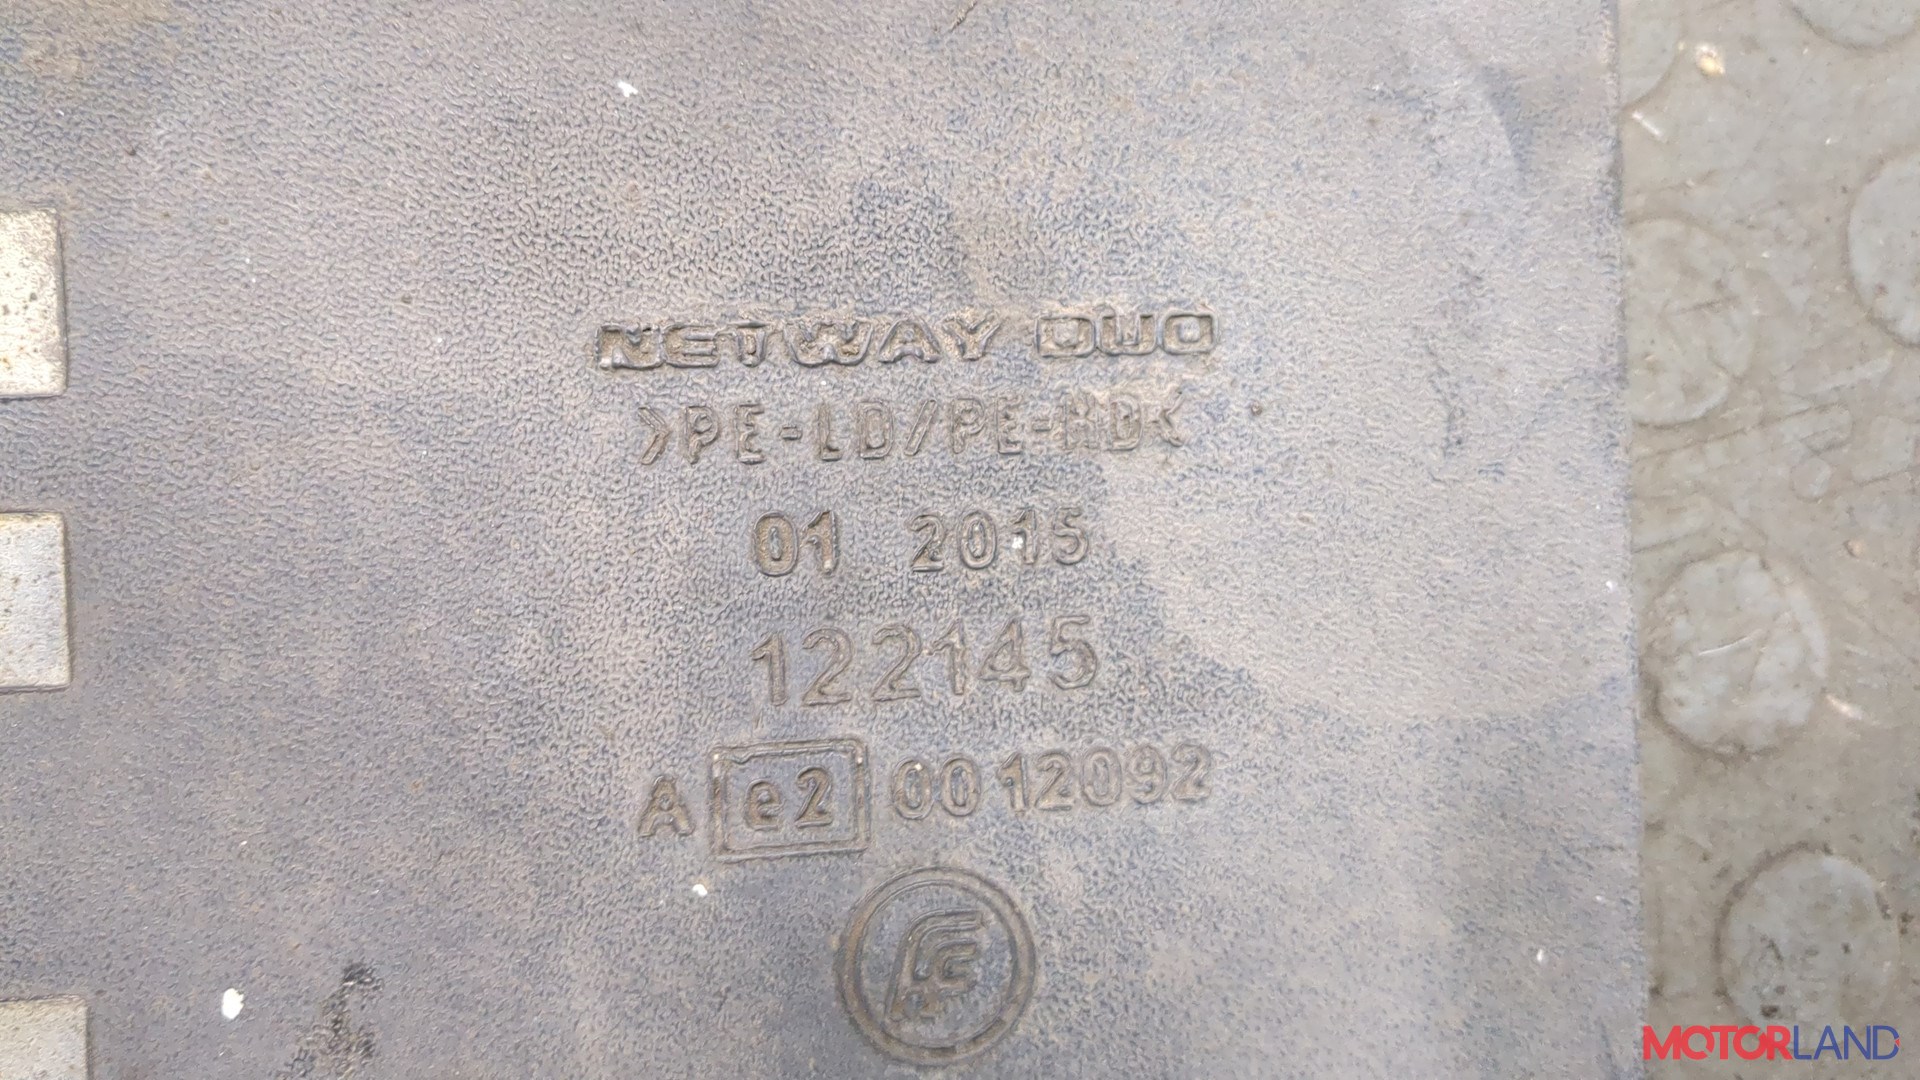 NETWAY DUO
>PE-LD/PE-HD<
01 2015
122145
A e2 0012092
MOTORLAND